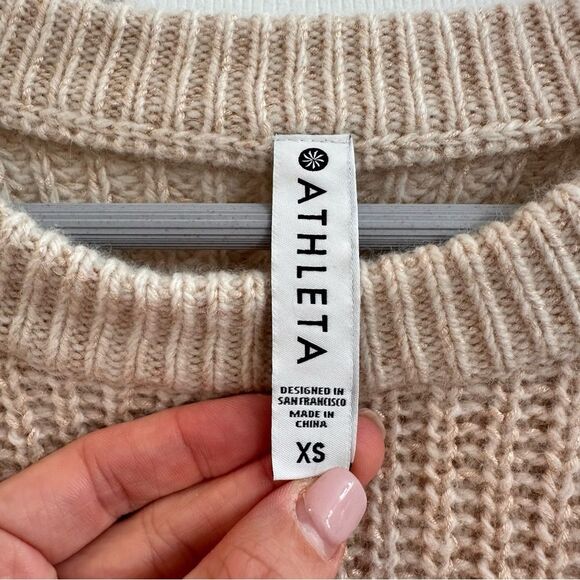 ATHLETA
DESIGNED IN
SAN FRANCISCO
MADE IN
CHINA
XS